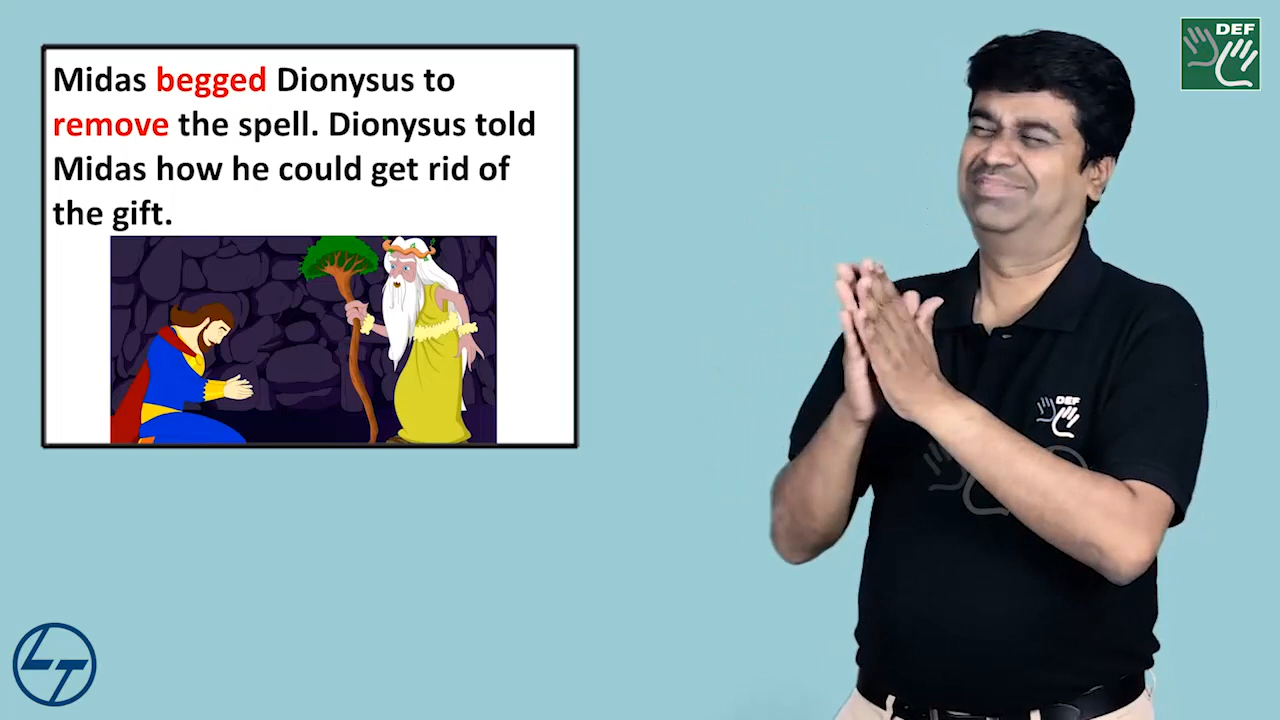 Midas begged Dionysus to
remove the spell. Dionysus told
Midas how he could get rid of
the gift.
DEF
DEF
LT